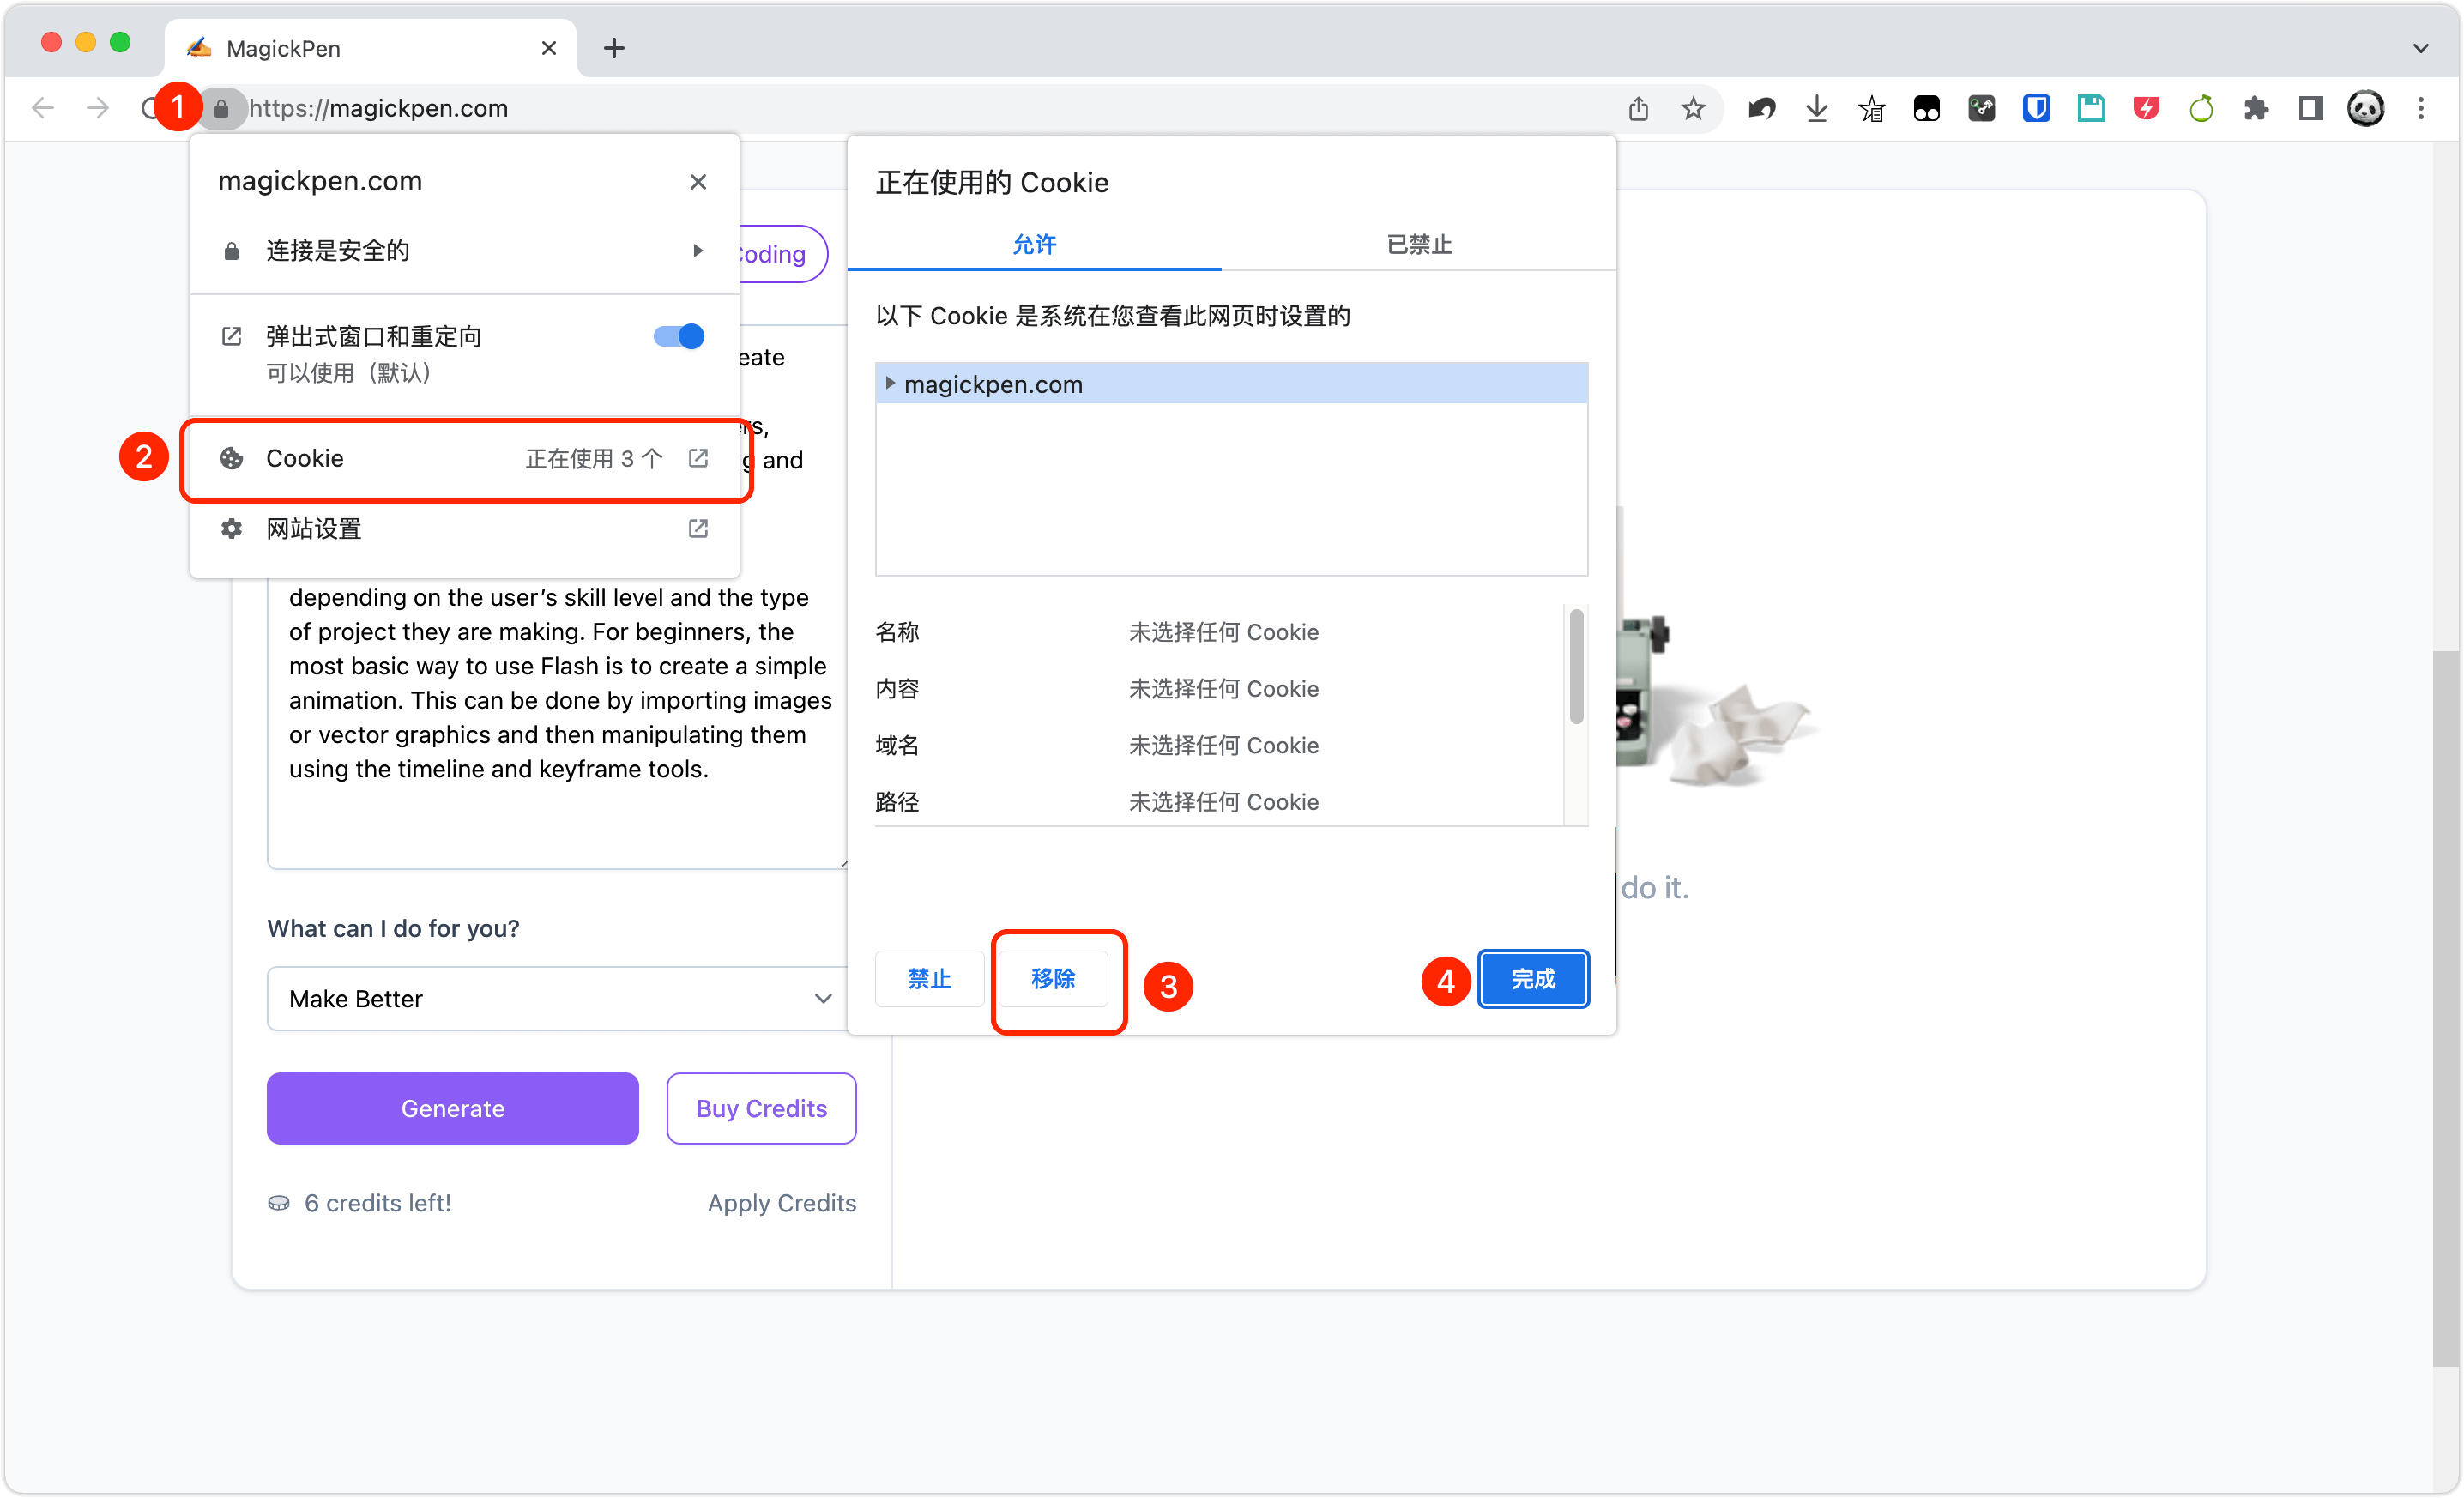 MagickPen
1
https://magickpen.com
magickpen.com
连接是安全的
弹出式窗口和重定向
可以使用（默认）
2
Cookie
正在使用 3 个
网站设置
Coding
eate
ers,
and
depending on the user’s skill level and the type
of project they are making. For beginners, the
most basic way to use Flash is to create a simple
animation. This can be done by importing images
or vector graphics and then manipulating them
using the timeline and keyframe tools.
What can I do for you?
Make Better
Generate
Buy Credits
6 credits left!
Apply Credits
正在使用的 Cookie
允许
已禁止
以下 Cookie 是系统在您查看此网页时设置的
magickpen.com
名称
未选择任何 Cookie
内容
未选择任何 Cookie
域名
未选择任何 Cookie
路径
未选择任何 Cookie
禁止
移除
3
4
完成
do it.